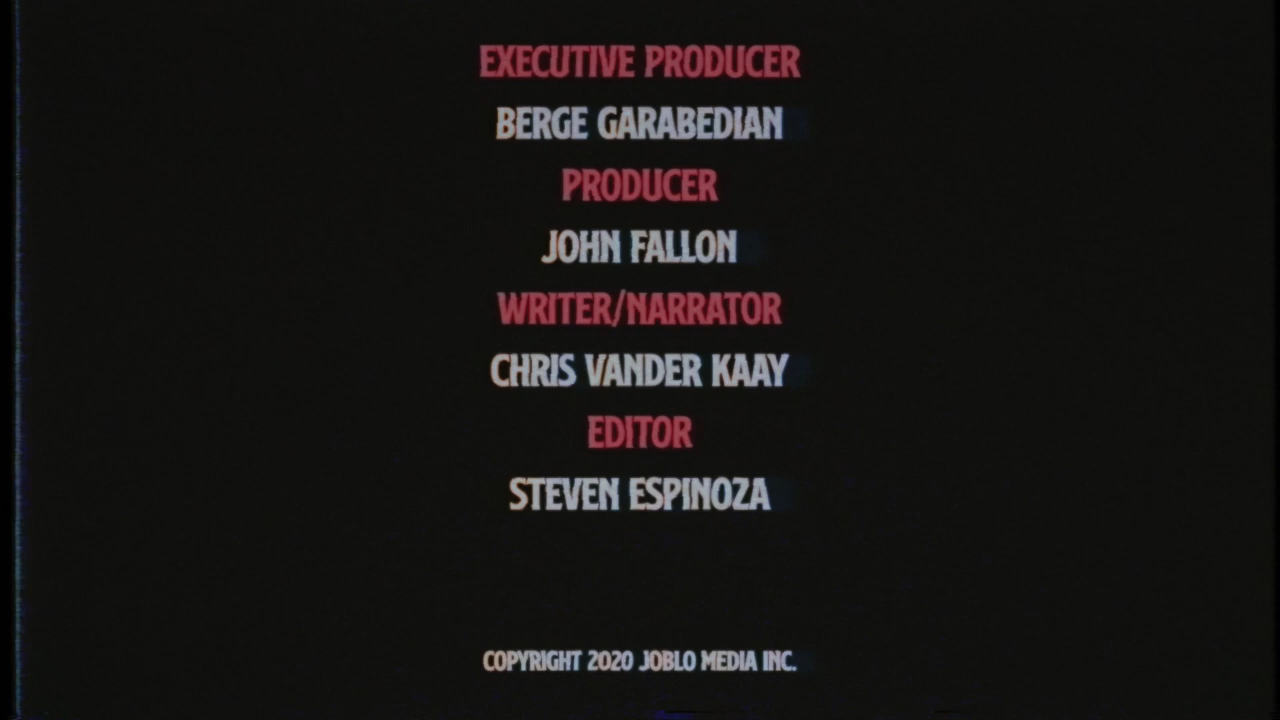 EXECUTIVE PRODUCER
BERGE GARABEDIAN
PRODUCER
JOHN FALLON
WRITER/NARRATOR
CHRIS VANDER KAAY
EDITOR
STEVEN ESPINOZA
COPYRIGHT 2020 JOBLO MEDIA INC.